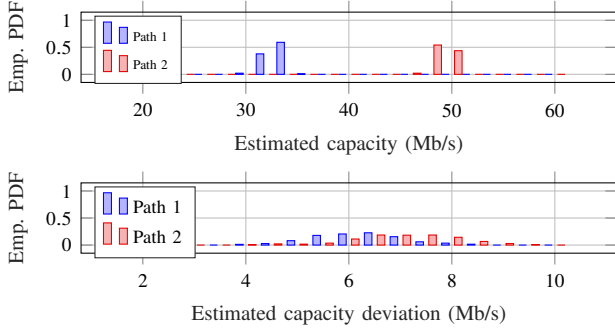 Emp. PDF
1
0.5
0
Path 1
Path 2
20 30 40 50 60
Estimated capacity (Mb/s)
Emp. PDF
1
0.5
0
Path 1
Path 2
2 4 6 8 10
Estimated capacity deviation (Mb/s)